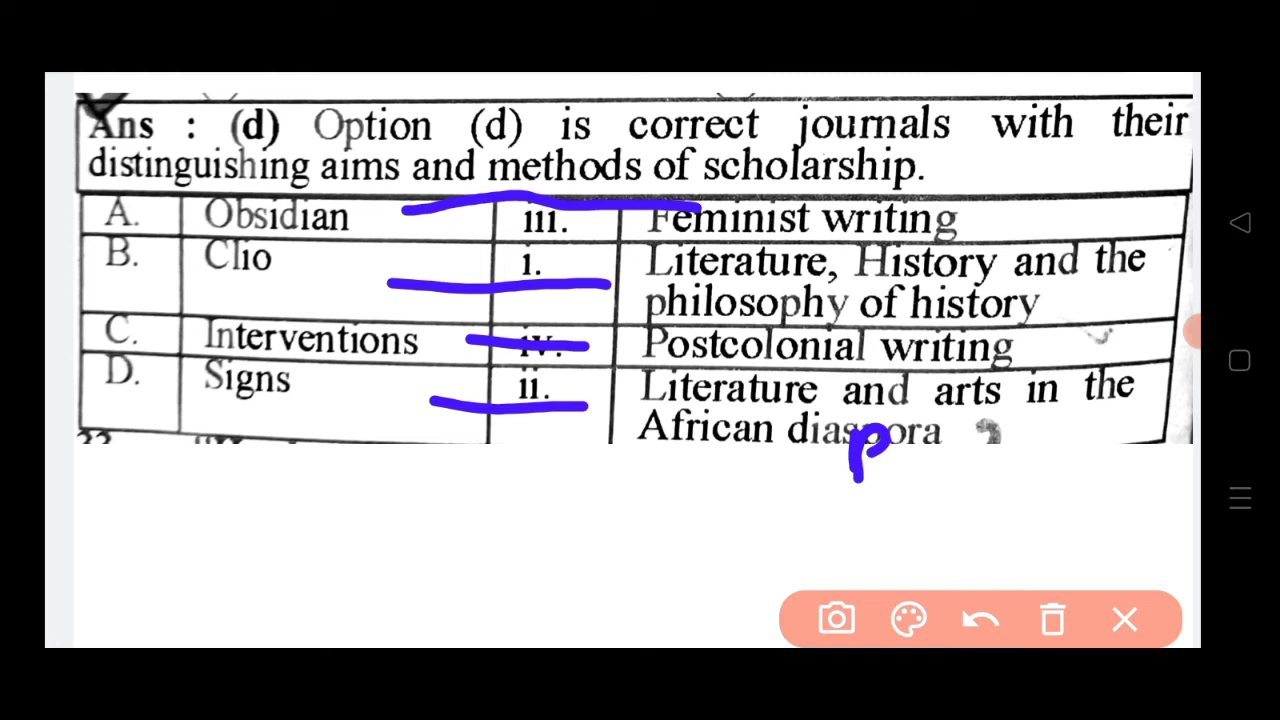 Ans : (d) Option (d) is correct journals with their
distinguishing aims and methods of scholarship.
A. Obsidian iii. Feminist writing
B. Clio i. Literature, History and the
philosophy of history
C. Interventions iv. Postcolonial writing
D. Signs ii. Literature and arts in the
African diaspora
P